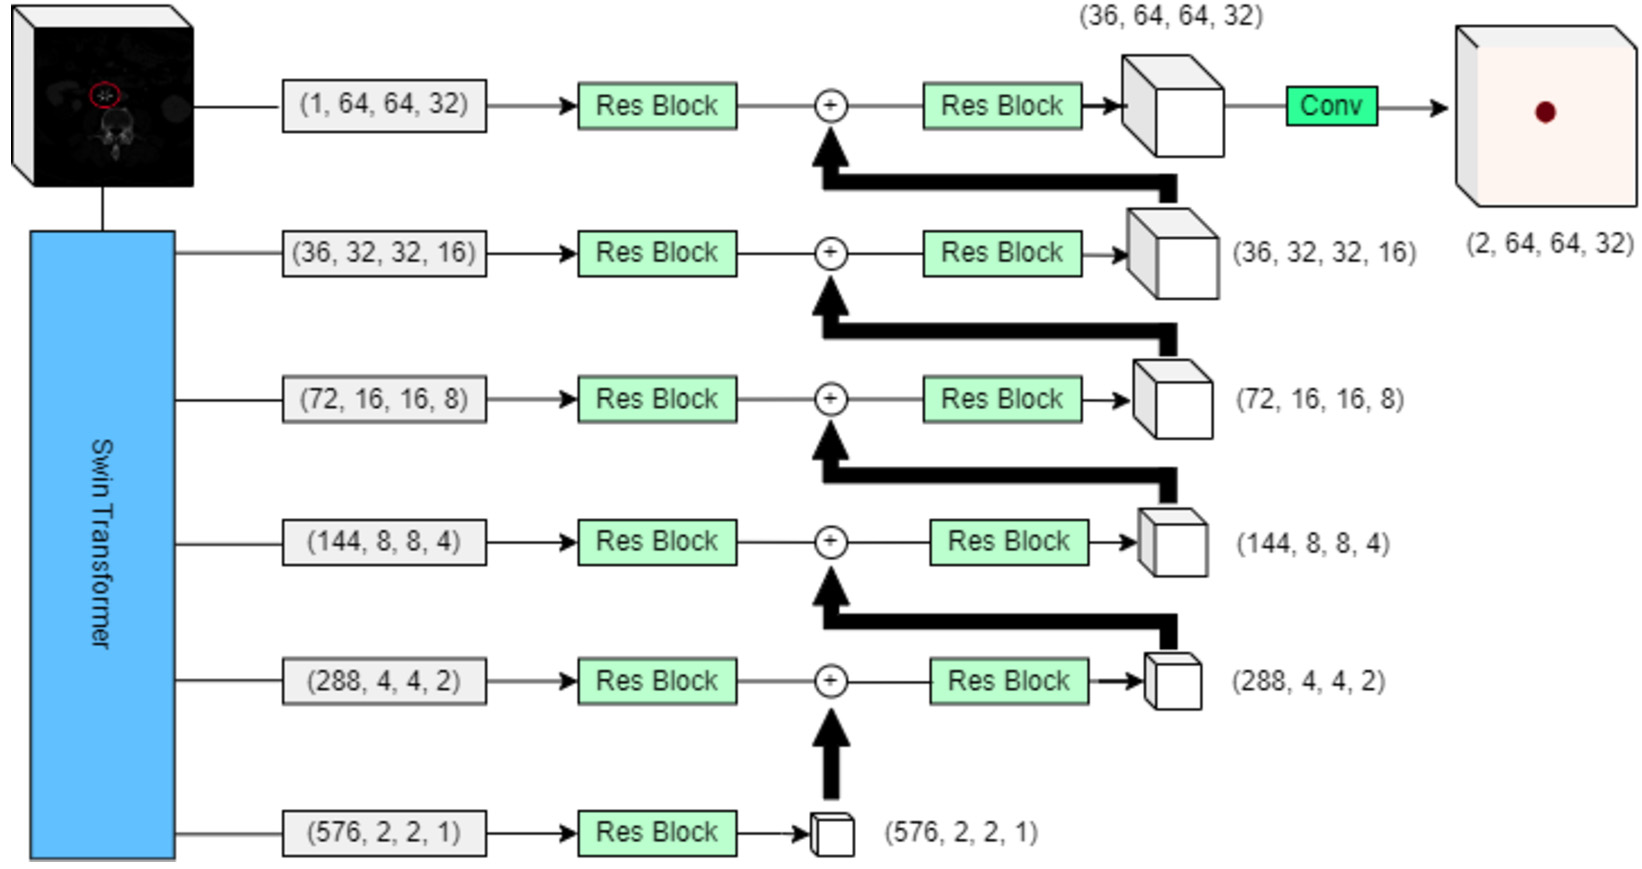 (36, 64, 64, 32)
(1, 64, 64, 32) Res Block + Res Block Conv
(2, 64, 64, 32)
(36, 32, 32, 16) Res Block + Res Block (36, 32, 32, 16)
(72, 16, 16, 8) Res Block + Res Block (72, 16, 16, 8)
Swin Transformer
(144, 8, 8, 4) Res Block + Res Block (144, 8, 8, 4)
(288, 4, 4, 2) Res Block + Res Block (288, 4, 4, 2)
(576, 2, 2, 1) Res Block (576, 2, 2, 1)